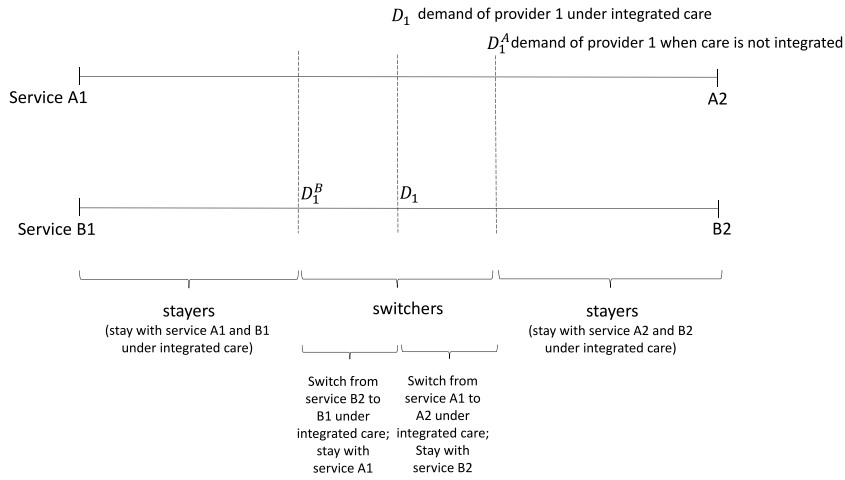 D₁ demand of provider 1 under integrated care
D₁ᴬ demand of provider 1 when care is not integrated
Service A1
A2
D₁ᴮ
D₁
Service B1
B2
stayers
(stay with service A1 and B1
under integrated care)
switchers
stayers
(stay with service A2 and B2
under integrated care)
Switch from
service B2 to
B1 under
integrated care;
stay with
service A1
Switch from
service A1 to
A2 under
integrated care;
Stay with
service B2